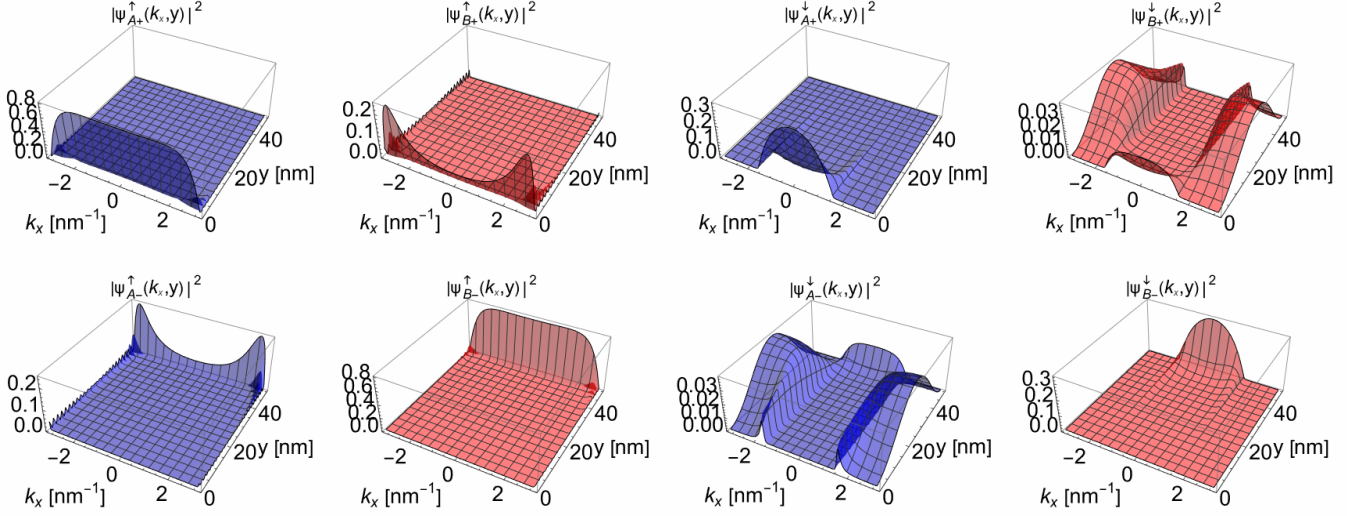 |ψ↑A+(kx,y)|² |ψ↑B+(kx,y)|² |ψ↓A+(kx,y)|² |ψ↓B+(kx,y)|²
0.8 0.6 0.4 0.2 0.0 −2 0 2 kx [nm−1] 0 20 40 y [nm]
0.2 0.1 0.0 −2 0 2 kx [nm−1] 0 20 40 y [nm]
0.3 0.2 0.1 0.0 −2 0 2 kx [nm−1] 0 20 40 y [nm]
0.03 0.02 0.01 0.00 −2 0 2 kx [nm−1] 0 20 40 y [nm]
|ψ↑A−(kx,y)|² |ψ↑B−(kx,y)|² |ψ↓A−(kx,y)|² |ψ↓B−(kx,y)|²
0.2 0.1 0.0 −2 0 2 kx [nm−1] 0 20 40 y [nm]
0.8 0.6 0.4 0.2 0.0 −2 0 2 kx [nm−1] 0 20 40 y [nm]
0.03 0.02 0.01 0.00 −2 0 2 kx [nm−1] 0 20 40 y [nm]
0.3 0.2 0.1 0.0 −2 0 2 kx [nm−1] 0 20 40 y [nm]